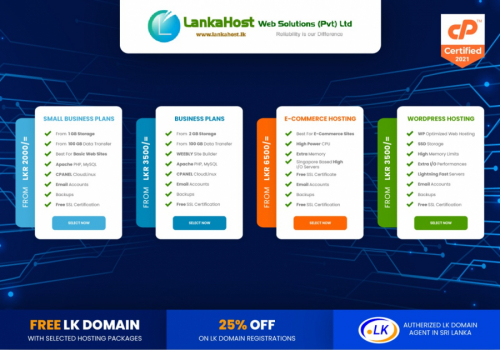 LankaHost Web Solutions (Pvt) Ltd
www.lankahost.lk Reliability is our Difference
cP
Certified
2021
FROM LKR 2000/=
SMALL BUSINESS PLANS
From 1 GB Storage
From 100 GB Data Transfer
Best For Basic Web Sites
Apache PHP, MySQL
CPANEL CloudLinux
Email Accounts
Backups
Free SSL Certification
SELECT NOW
FROM LKR 3500/=
BUSINESS PLANS
From 2 GB Storage
From 100 GB Data Transfer
WEEBLY Site Builder
Apache PHP, MySQL
CPANEL CloudLinux
Email Accounts
Backups
Free SSL Certification
SELECT NOW
FROM LKR 6500/=
E-COMMERCE HOSTING
Best For E-Commerce Sites
High Power CPU
Extra Memory
Singapore Based High
I/O Servers
Free SSL Certificate
Email Accounts
Backups
Free SSL Certification
SELECT NOW
FROM LKR 3500/=
WORDPRESS HOSTING
WP Optimized Web Hosting
SSD Storage
High Memory Limits
Extra I/O Performances
Lightning Fast Servers
Email Accounts
Backups
Free SSL Certification
SELECT NOW
FREE LK DOMAIN
WITH SELECTED HOSTING PACKAGES
25% OFF
ON LK DOMAIN REGISTRATIONS
.LK
AUTHERIZED LK DOMAIN
AGENT IN SRI LANKA